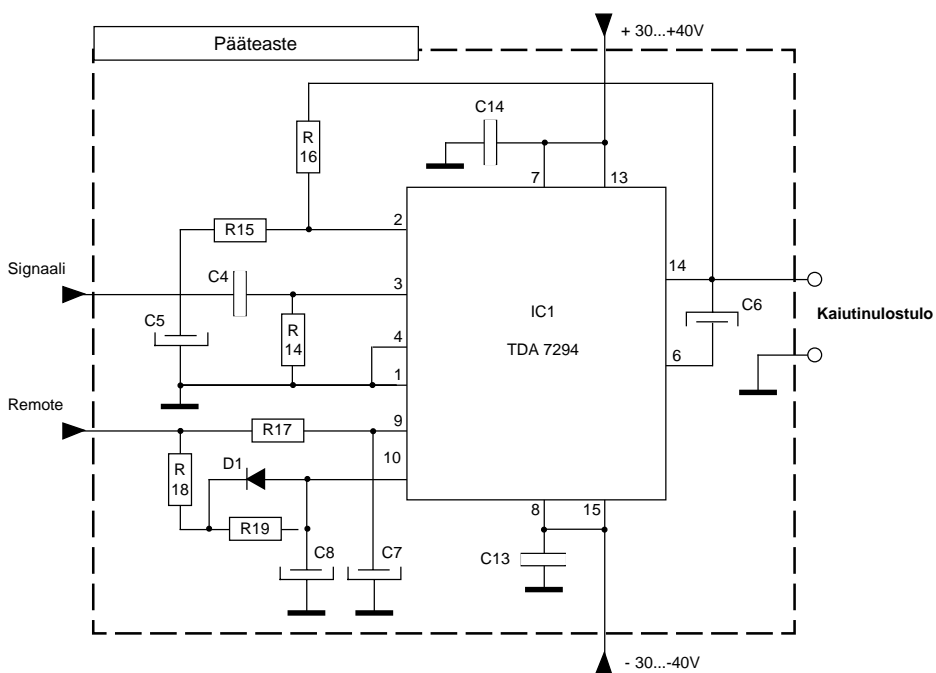 Pääteaste
+ 30...+40V
C14
R
16
7
13
2
R15
Signaali
C4
3
14
C6
Kaiutinulostulo
IC1
TDA 7294
C5
R
14
4
6
1
Remote
R17
9
10
D1
R
18
R19
8
15
C8
C7
C13
- 30...-40V